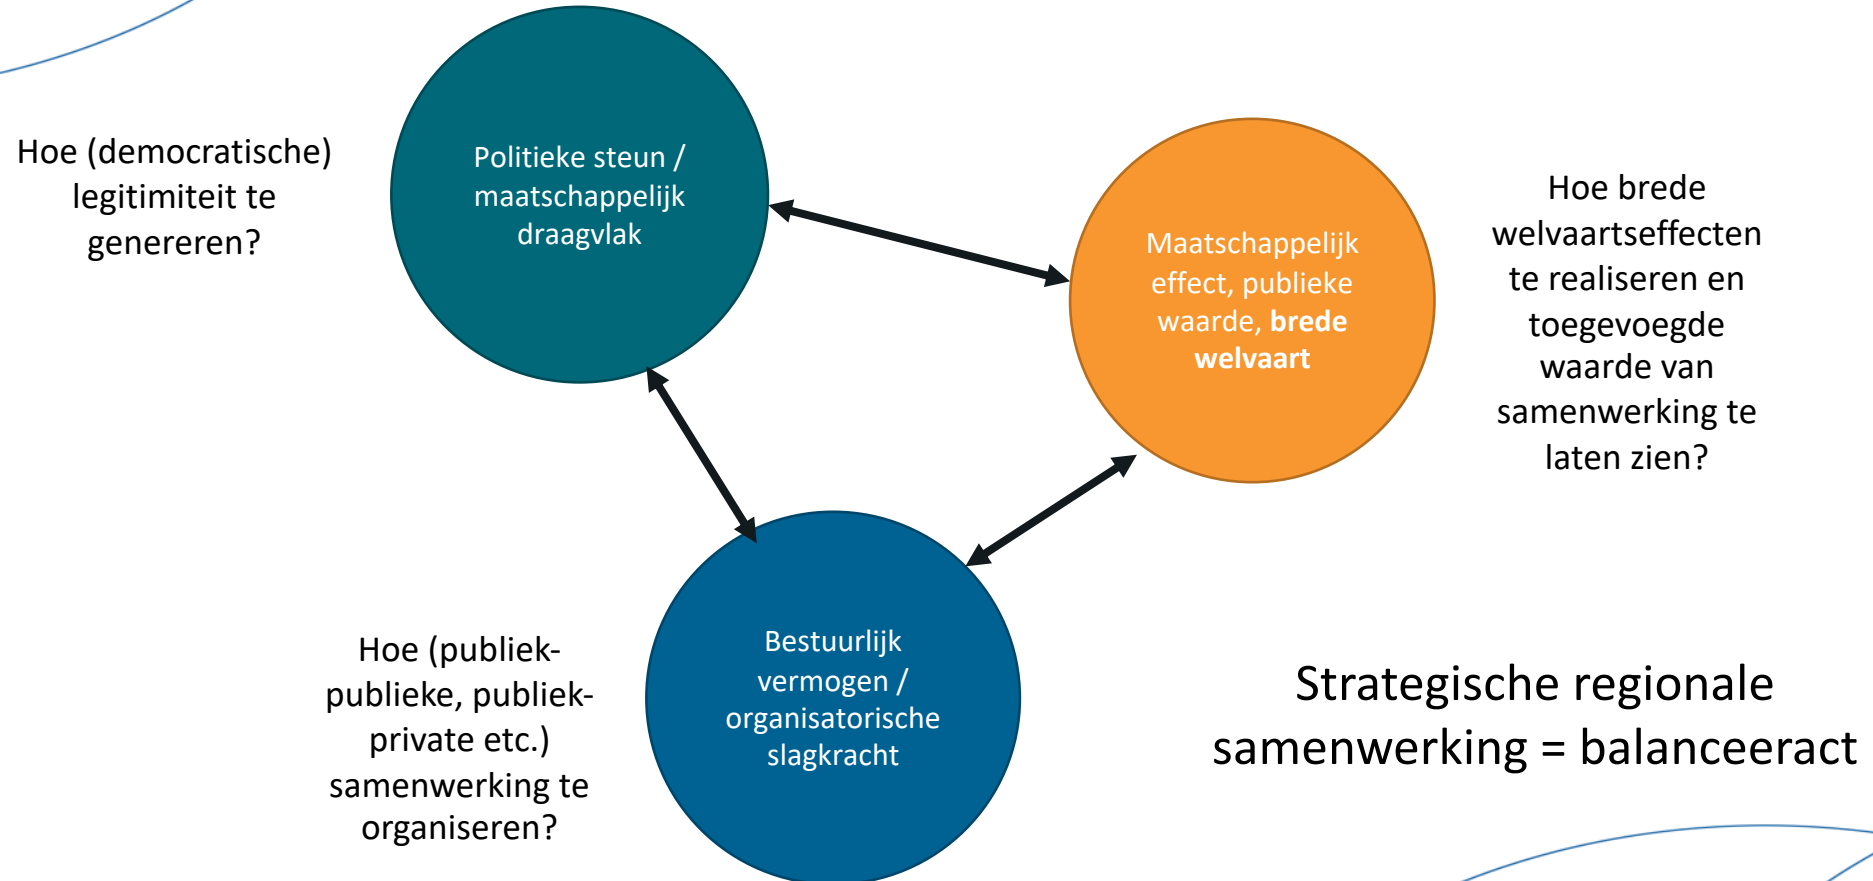 Hoe (democratische)
legitimiteit te
genereren?
Politieke steun /
maatschappelijk
draagvlak
Maatschappelijk
effect, publieke
waarde, brede
welvaart
Hoe brede
welvaartseffecten
te realiseren en
toegevoegde
waarde van
samenwerking te
laten zien?
Hoe (publiek-
publieke, publiek-
private etc.)
samenwerking te
organiseren?
Bestuurlijk
vermogen /
organisatorische
slagkracht
Strategische regionale
samenwerking = balanceeract